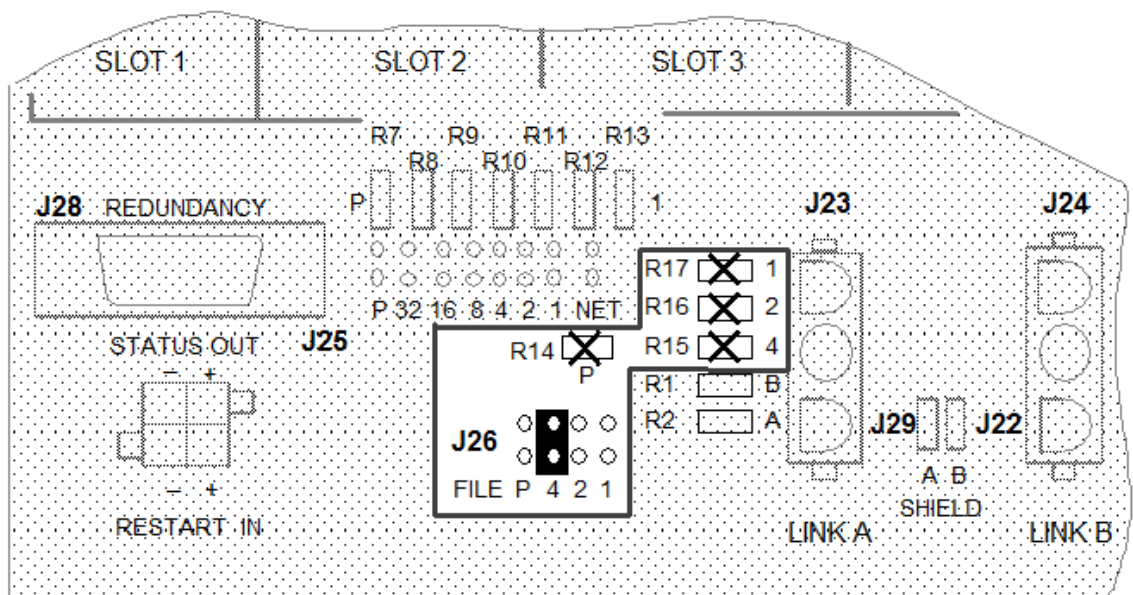 SLOT 1 SLOT 2 SLOT 3
R7 R9 R11 R13
R8 R10 R12
P 1
J28 REDUNDANCY J23 J24
R17 1
P 32 16 8 4 2 1 NET R16 2
STATUS OUT J25 R14 R15 4
− + P R1 B
R2 A
J26 J29 J22
FILE P 4 2 1 A B
− + SHIELD
RESTART IN LINK A LINK B